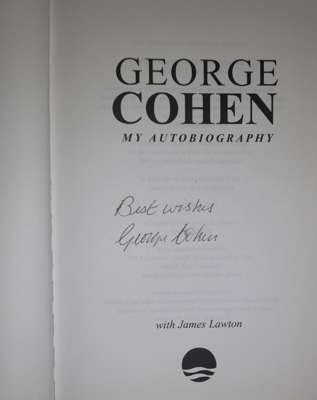 GEORGE
COHEN
MY AUTOBIOGRAPHY
Best wishes
George Cohen
with James Lawton